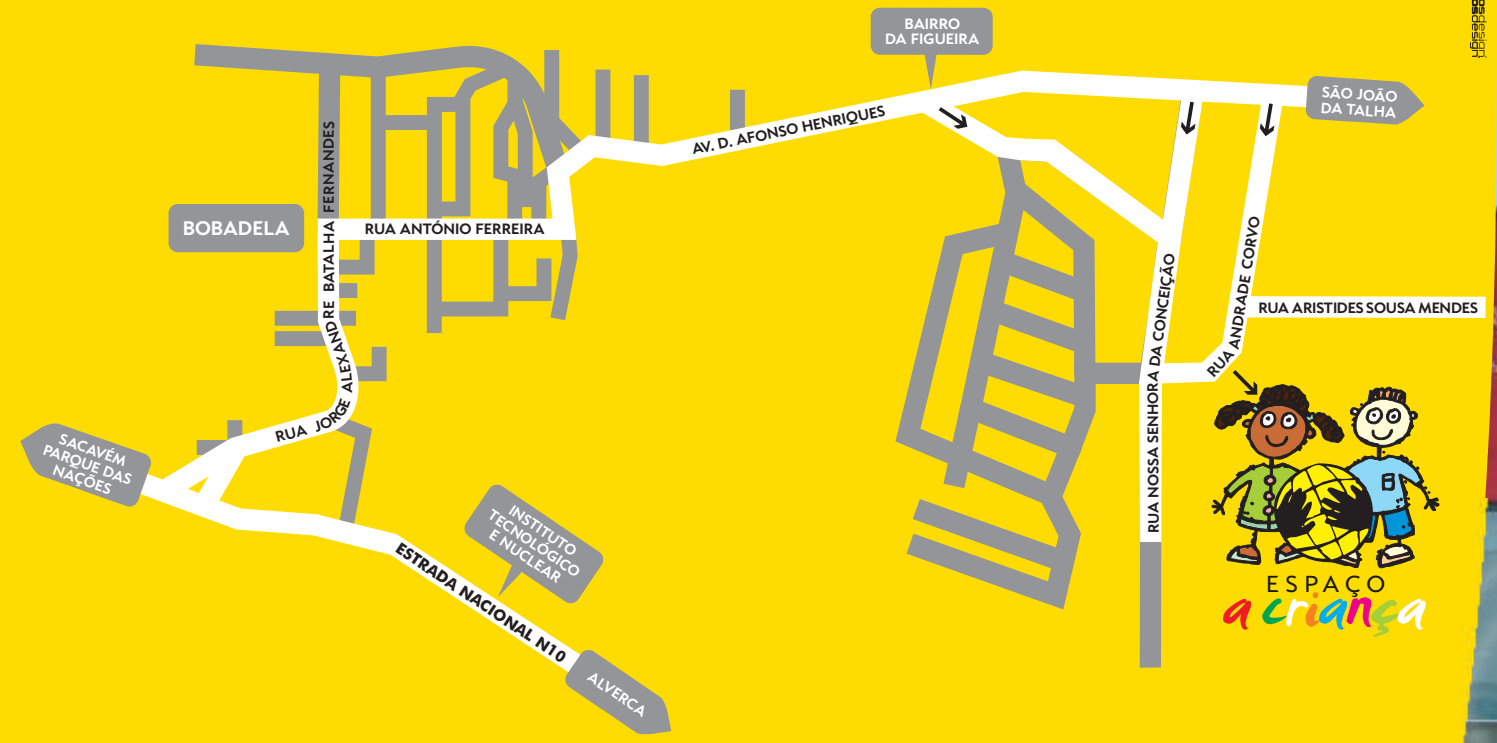 BAIRRO
DA FIGUEIRA
SÃO JOÃO
DA TALHA
AV. D. AFONSO HENRIQUES
BOBADELA
RUA ANTÓNIO FERREIRA
RUA JORGE ALEXANDRE BATALHA FERNANDES
RUA NOSSA SENHORA DA CONCEIÇÃO
RUA ANDRADE CORVO
RUA ARISTIDES SOUSA MENDES
SACAVÉM
PARQUE DAS
NAÇÕES
INSTITUTO
TECNOLÓGICO
E NUCLEAR
ESTRADA NACIONAL N10
ALVERCA
B
ESPAÇO
a criança